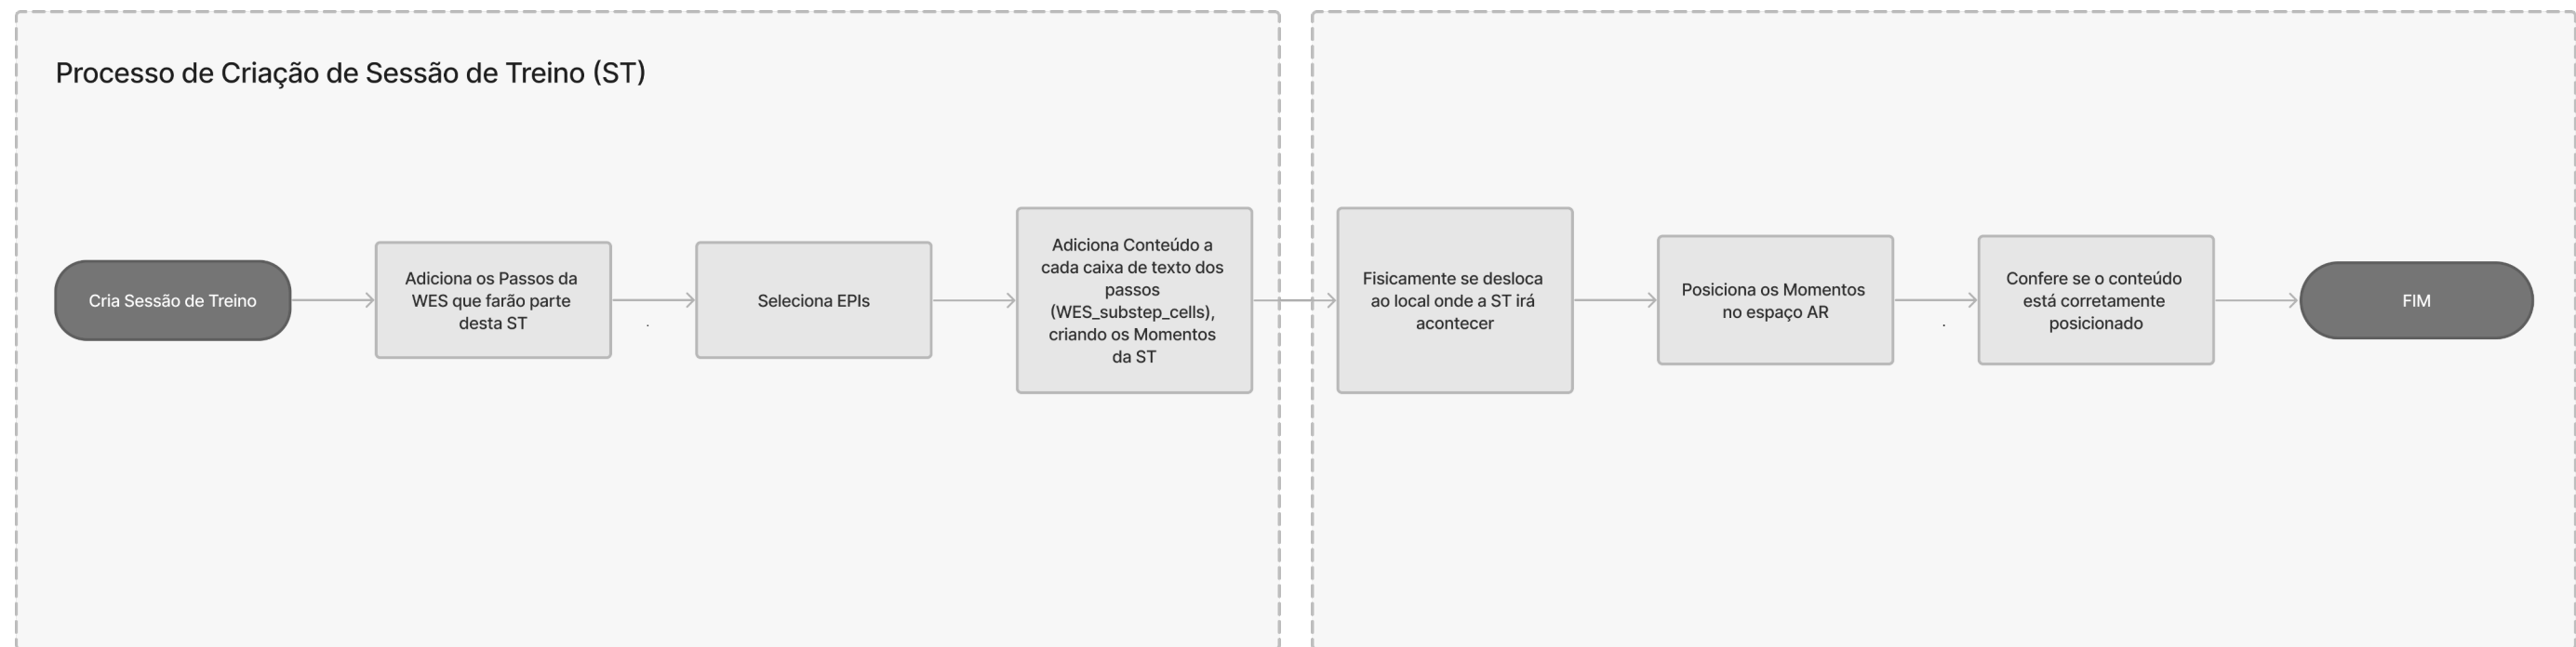 Processo de Criação de Sessão de Treino (ST)
Cria Sessão de Treino
Adiciona os Passos da
WES que farão parte
desta ST
Seleciona EPIs
Adiciona Conteúdo a
cada caixa de texto dos
passos
(WES_substep_cells),
criando os Momentos
da ST
Fisicamente se desloca
ao local onde a ST irá
acontecer
Posiciona os Momentos
no espaço AR
Confere se o conteúdo
está corretamente
posicionado
FIM